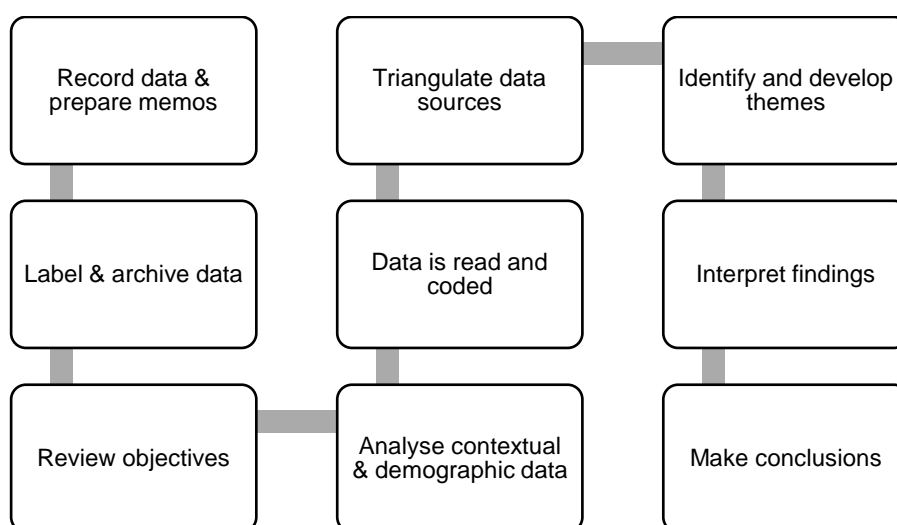 Record data &
prepare memos
Label & archive data
Review objectives
Analyse contextual
& demographic data
Data is read and
coded
Triangulate data
sources
Identify and develop
themes
Interpret findings
Make conclusions